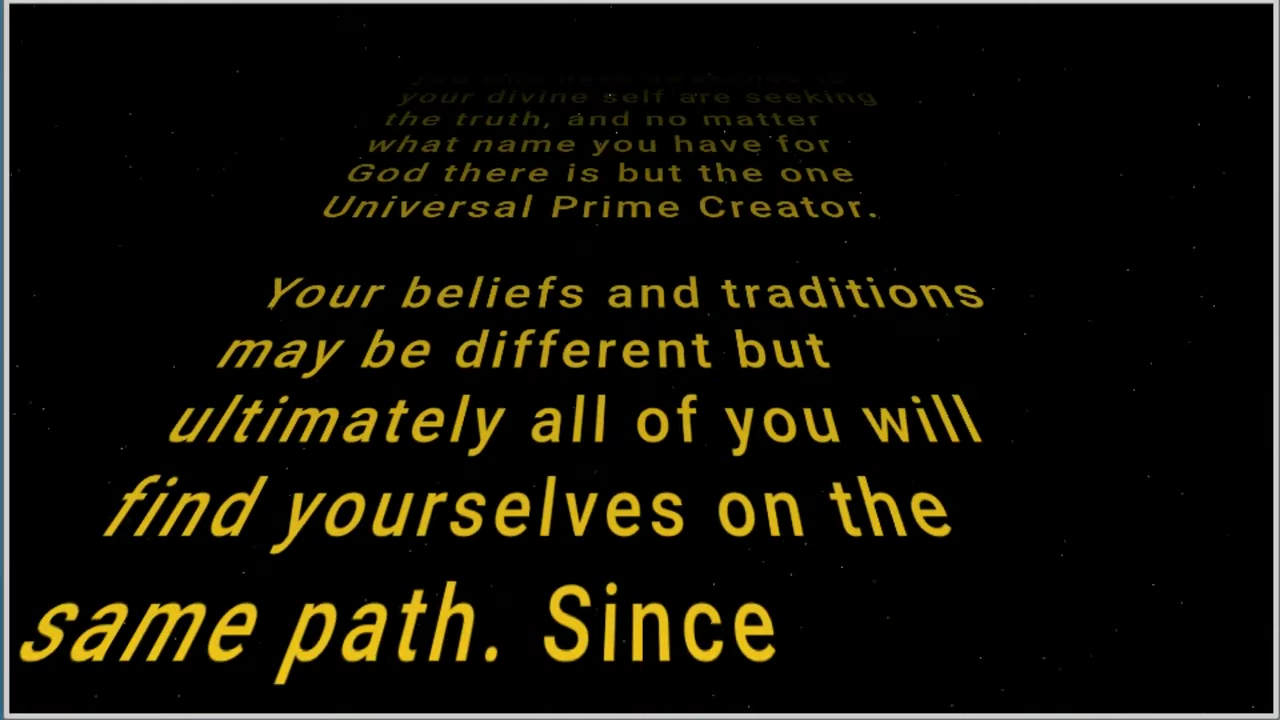 your divine self are seeking
the truth, and no matter
what name you have for
God there is but the one
Universal Prime Creator.
Your beliefs and traditions
may be different but
ultimately all of you will
find yourselves on the
same path. Since